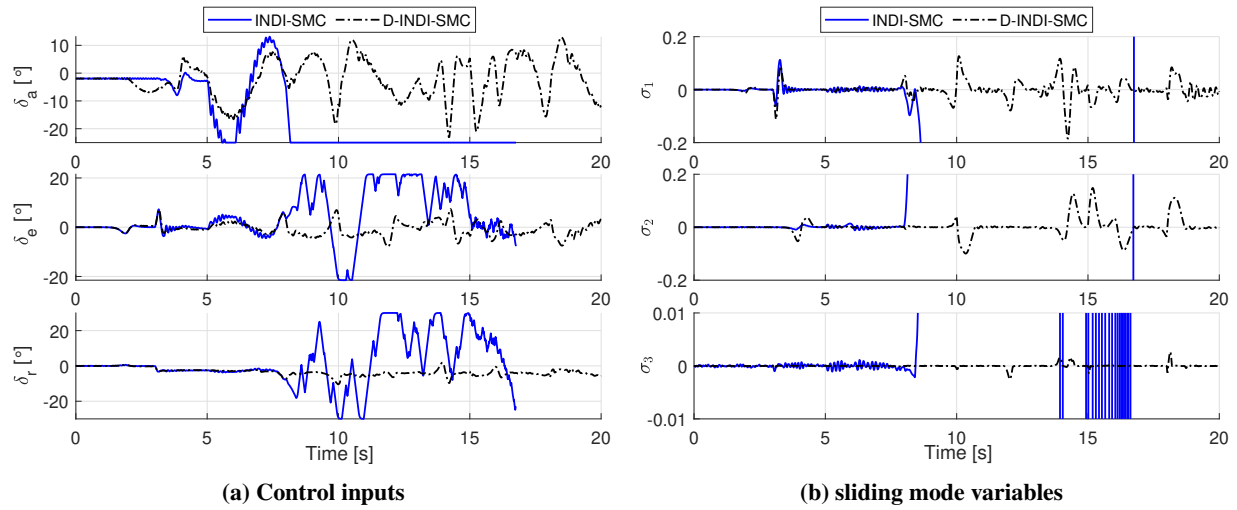 INDI-SMC D-INDI-SMC
δa [°]
10
0
-10
-20
0 5 10 15 20
δe [°]
20
0
-20
0 5 10 15 20
δr [°]
20
0
-20
0 5 10 15 20
Time [s]
(a) Control inputs
INDI-SMC D-INDI-SMC
σ1
0.2
0
-0.2
0 5 10 15 20
σ2
0.2
0
-0.2
0 5 10 15 20
σ3
0.01
0
-0.01
0 5 10 15 20
Time [s]
(b) sliding mode variables